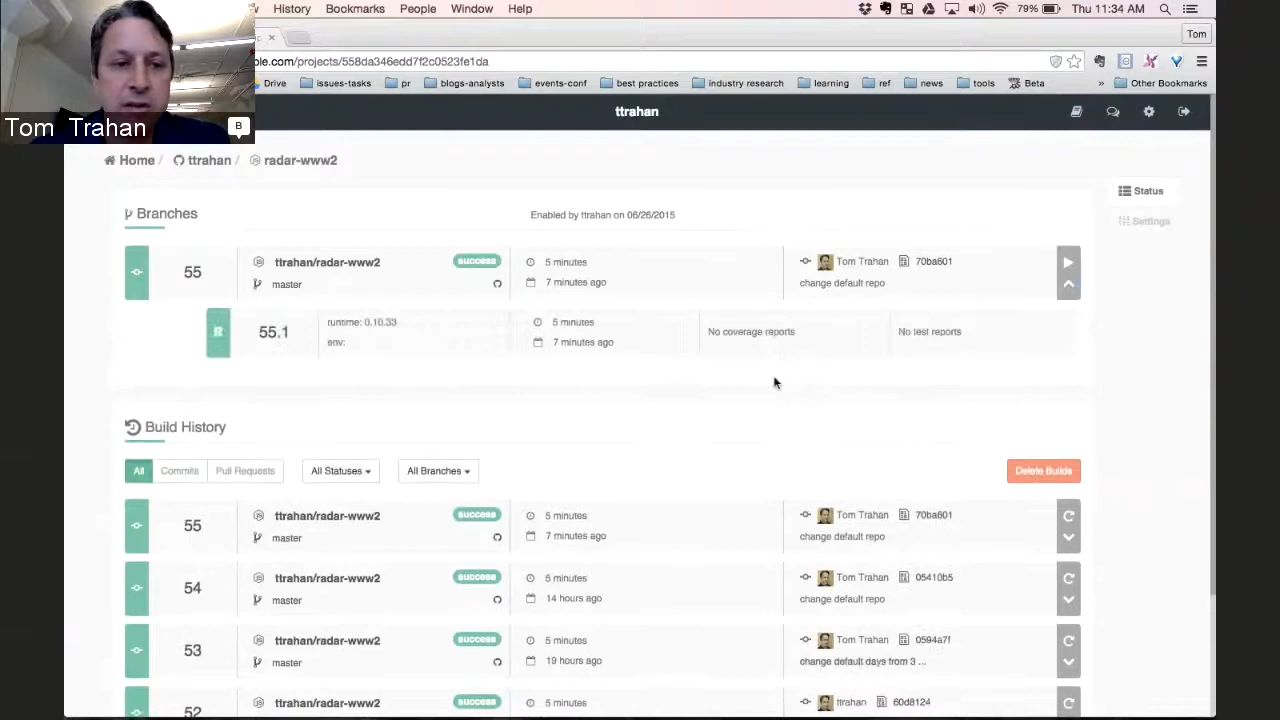 History Bookmarks People Window Help 79% Thu 11:34 AM
Tom
ple.com/projects/558da346edd7f2c0523fe1da
Drive issues-tasks pr blogs-analytics events-conf best practices industry research learning ref news tools Beta » Other Bookmarks
Tom Trahan B
ttrahan
Home / ttrahan / radar-www2
Status
Settings
Branches Enabled by ttrahan on 06/26/2015
55 ttrahan/radar-www2 success 5 minutes Tom Trahan 70ba601
master 7 minutes ago change default repo
55.1 runtime: 0.10.33 5 minutes No coverage reports No test reports
env: 7 minutes ago
Build History
All Commits Pull Requests All Statuses All Branches Delete Builds
55 ttrahan/radar-www2 success 5 minutes Tom Trahan 70ba601
master 7 minutes ago change default repo
54 ttrahan/radar-www2 success 5 minutes Tom Trahan 05410b5
master 14 hours ago change default repo
53 ttrahan/radar-www2 success 5 minutes Tom Trahan 0594a7f
master 19 hours ago change default days from 3 ...
52 ttrahan/radar-www2 success 5 minutes ttrahan 60d8124